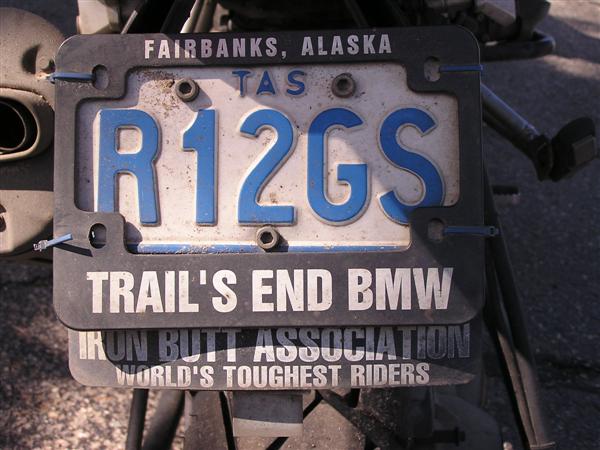 FAIRBANKS, ALASKA
TAS
R12GS
TRAIL'S END BMW
IRON BUTT ASSOCIATION
WORLD'S TOUGHEST RIDERS